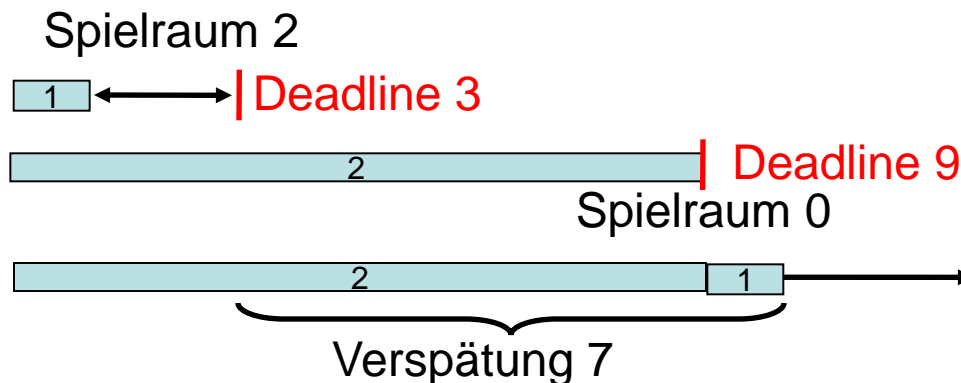 Spielraum 2
1
Deadline 3
2
Deadline 9
Spielraum 0
2
1
Verspätung 7